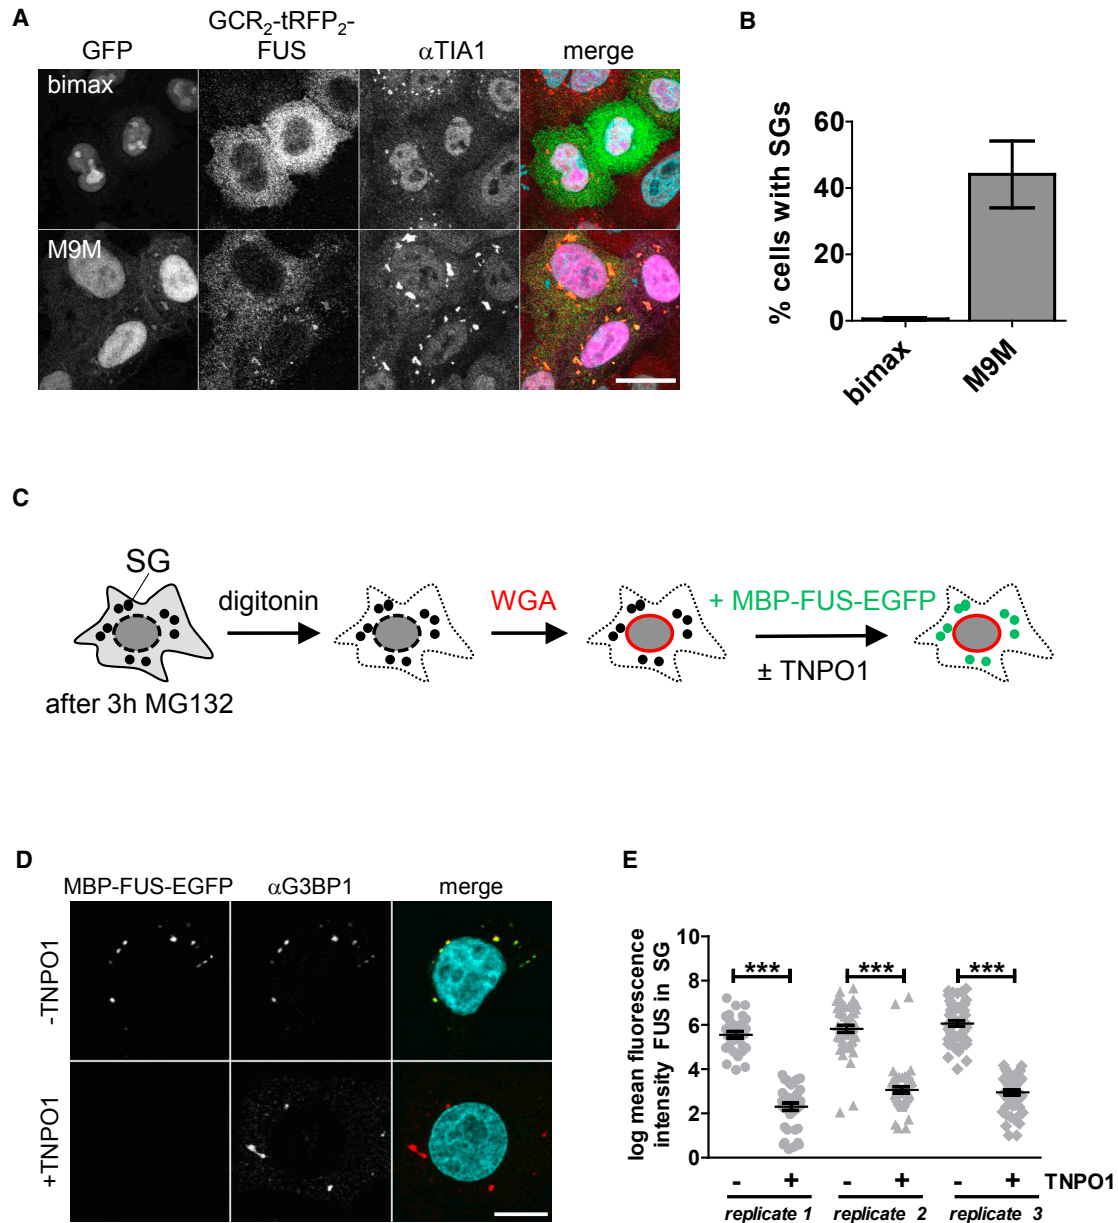 A
GFP
GCR2-tRFP2-
FUS
αTIA1
merge
bimax
M9M
B
% cells with SGs
60
40
20
0
bimax
M9M
C
SG
after 3h MG132
digitonin
WGA
+ MBP-FUS-EGFP
± TNPO1
D
MBP-FUS-EGFP
αG3BP1
merge
-TNPO1
+TNPO1
E
log mean fluorescence
intensity FUS in SG
10
8
6
4
2
0
***
***
***
- + - + - + TNPO1
replicate 1 replicate 2 replicate 3